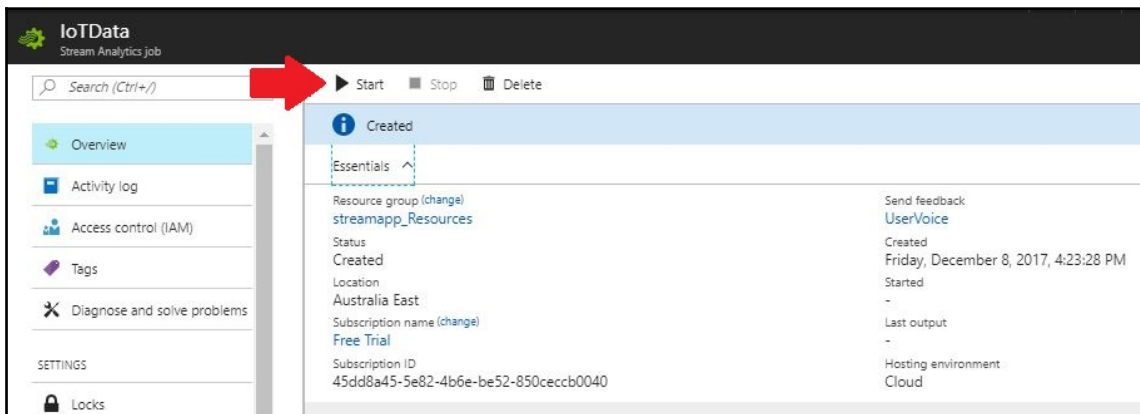 IoTData
Stream Analytics job
Search (Ctrl+/)
Start Stop Delete
Overview
Activity log
Access control (IAM)
Tags
Diagnose and solve problems
SETTINGS
Locks
Created
Essentials
Resource group (change)
streamapp_Resources
Status
Created
Location
Australia East
Subscription name (change)
Free Trial
Subscription ID
45dd8a45-5e82-4b6e-be52-850ceccb0040
Send feedback
UserVoice
Created
Friday, December 8, 2017, 4:23:28 PM
Started
-
Last output
-
Hosting environment
Cloud